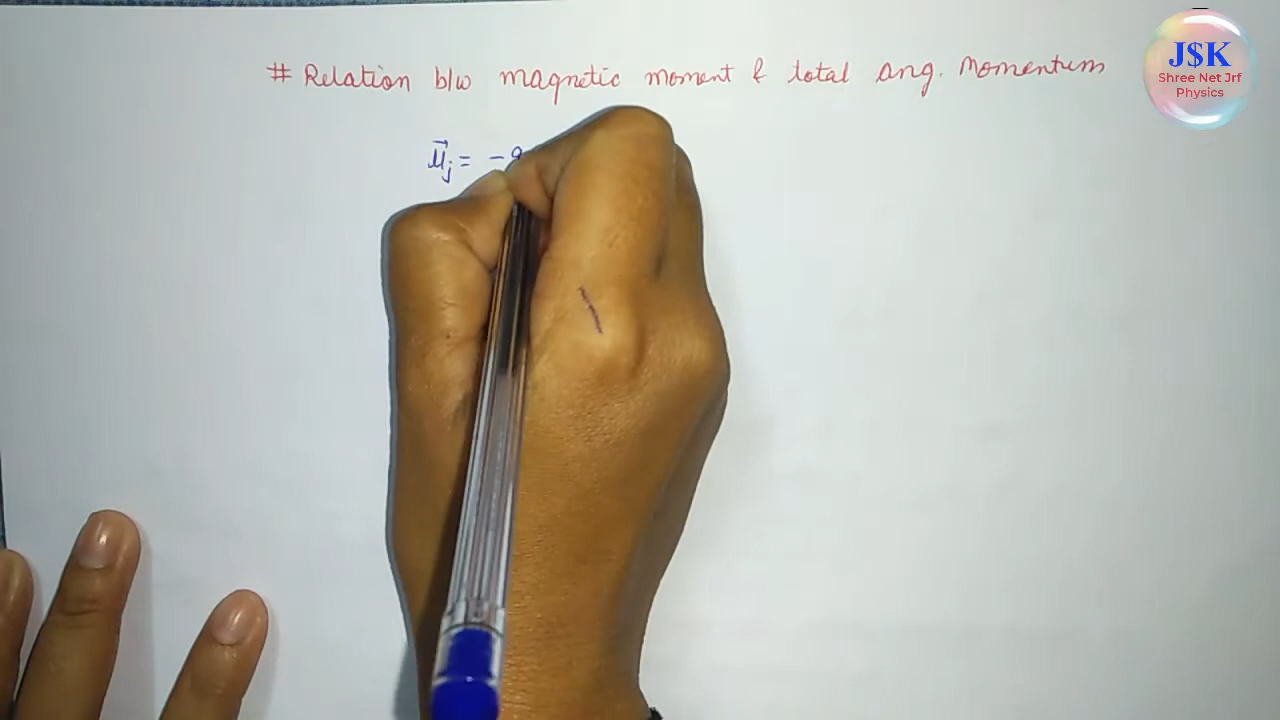 # Relation b/w magnetic moment & total ang. Momentum
JSK
Shree Net Jrf
Physics
μ⃗j = -g